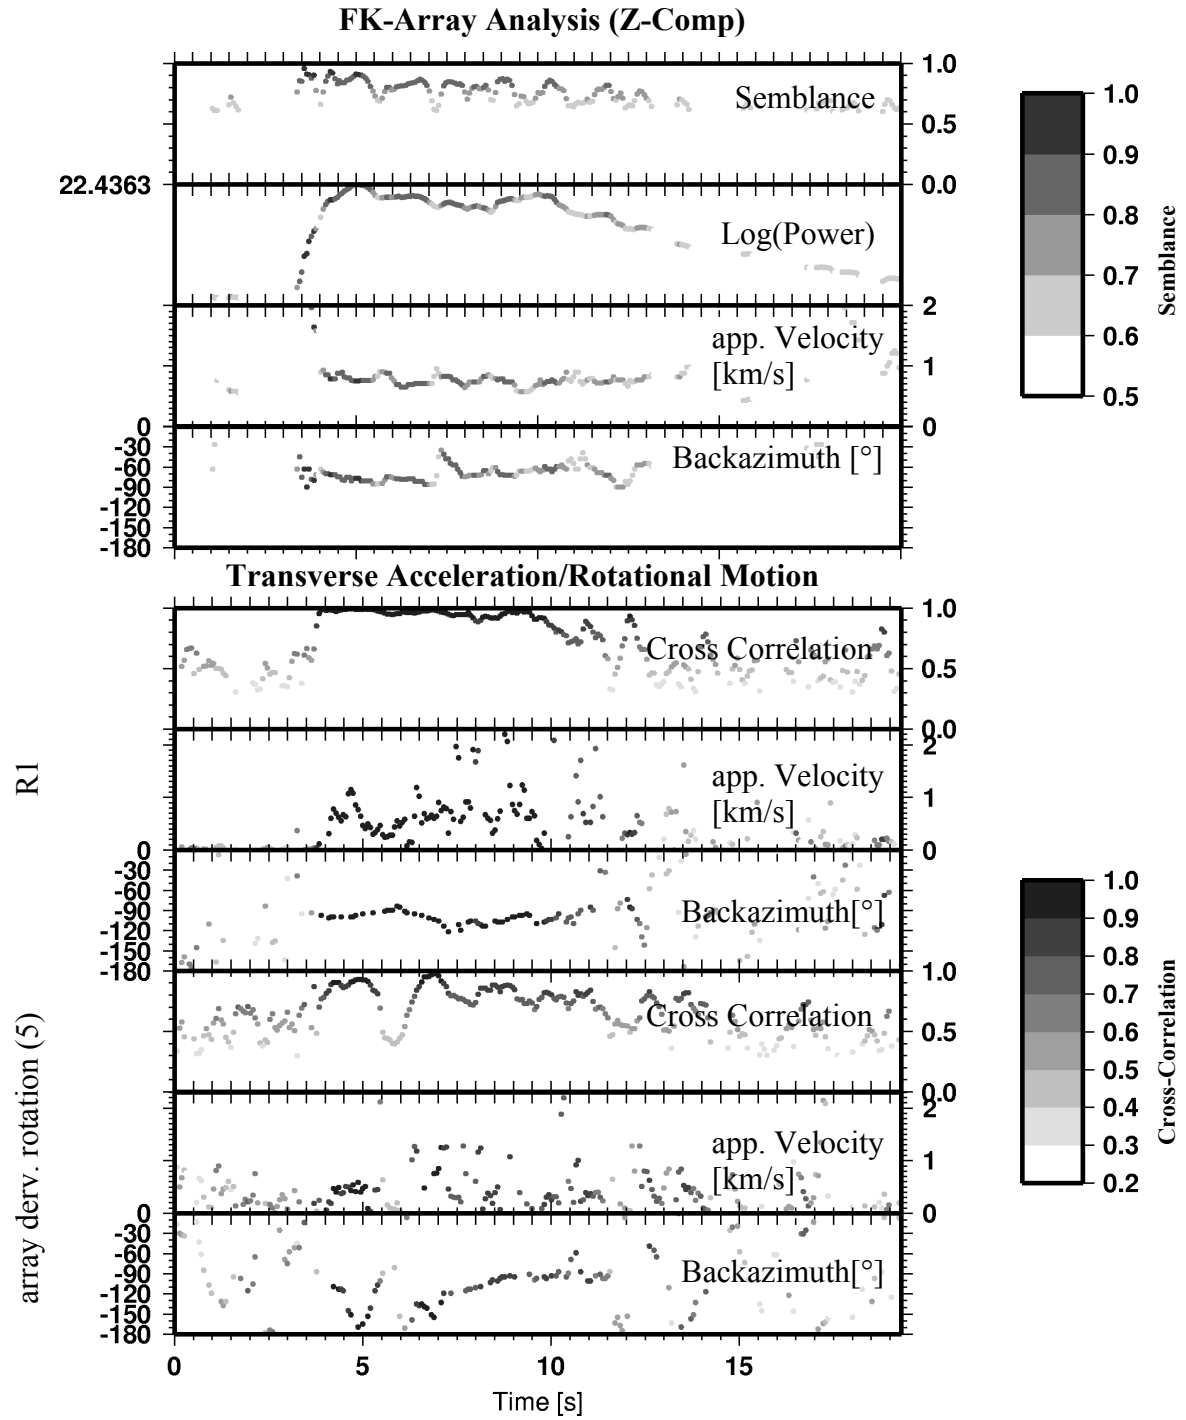 FK-Array Analysis (Z-Comp)
1.0
Semblance
0.5
0.0
22.4363
Log(Power)
2
app. Velocity
[km/s]
1
0
0
-30
-60
-90
-120
-150
-180
Backazimuth [°]
1.0
0.9
0.8
0.7
0.6
0.5
Semblance
Transverse Acceleration/Rotational Motion
R1
1.0
Cross Correlation
0.5
0.0
2
app. Velocity
[km/s]
1
0
0
-30
-60
-90
-120
-150
-180
Backazimuth[°]
array derv. rotation (5)
1.0
Cross Correlation
0.5
0.0
2
app. Velocity
[km/s]
1
0
0
-30
-60
-90
-120
-150
-180
Backazimuth[°]
1.0
0.9
0.8
0.7
0.6
0.5
0.4
0.3
0.2
Cross-Correlation
0
5
10
15
Time [s]